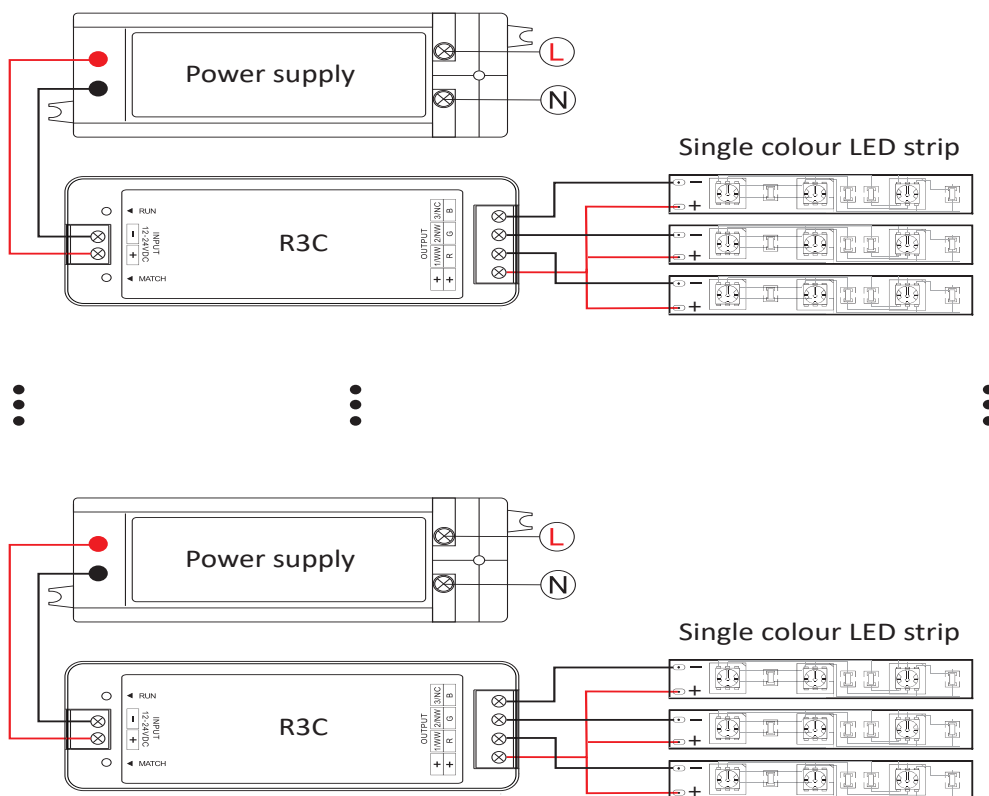 Power supply
L
N
Single colour LED strip
RUN
INPUT
12-24VDC
- +
MATCH
R3C
OUTPUT
+ 1/WW 2/NW 3/NC
+ R G B
− +
− +
− +
Power supply
L
N
Single colour LED strip
RUN
INPUT
12-24VDC
- +
MATCH
R3C
OUTPUT
+ 1/WW 2/NW 3/NC
+ R G B
− +
− +
− +